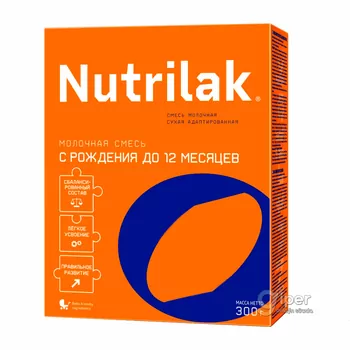 Nutrilak®
СМЕСЬ МОЛОЧНАЯ
СУХАЯ АДАПТИРОВАННАЯ
МОЛОЧНАЯ СМЕСЬ
С РОЖДЕНИЯ ДО 12 МЕСЯЦЕВ
СБАЛАНСИ-
РОВАННЫЙ
СОСТАВ
ЛЁГКОЕ
УСВОЕНИЕ
ПРАВИЛЬНОЕ
РАЗВИТИЕ
МАССА НЕТТО
300